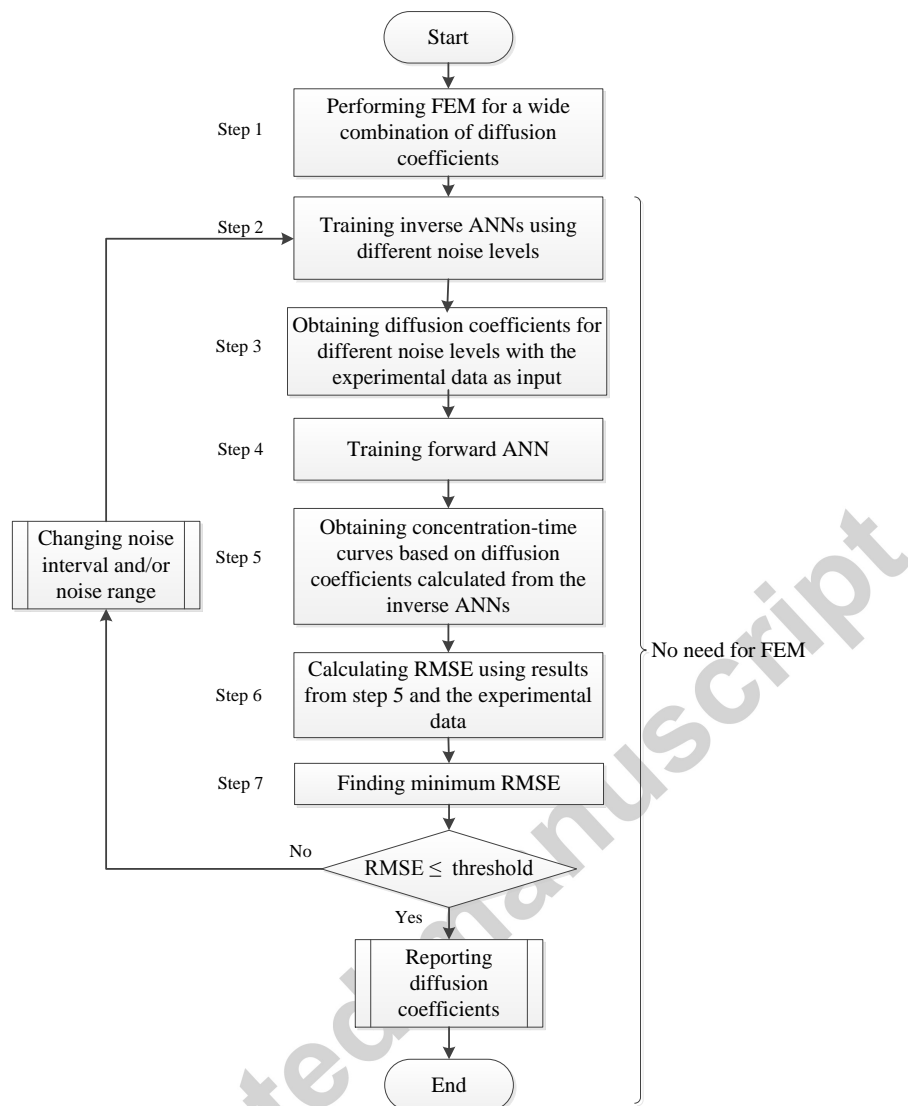 Start
Step 1
Performing FEM for a wide
combination of diffusion
coefficients
Step 2
Training inverse ANNs using
different noise levels
Step 3
Obtaining diffusion coefficients for
different noise levels with the
experimental data as input
Step 4
Training forward ANN
Changing noise
interval and/or
noise range
Step 5
Obtaining concentration-time
curves based on diffusion
coefficients calculated from the
inverse ANNs
No need for FEM
Step 6
Calculating RMSE using results
from step 5 and the experimental
data
Step 7
Finding minimum RMSE
No
RMSE ≤ threshold
Yes
Reporting
diffusion
coefficients
End
ted manuscript